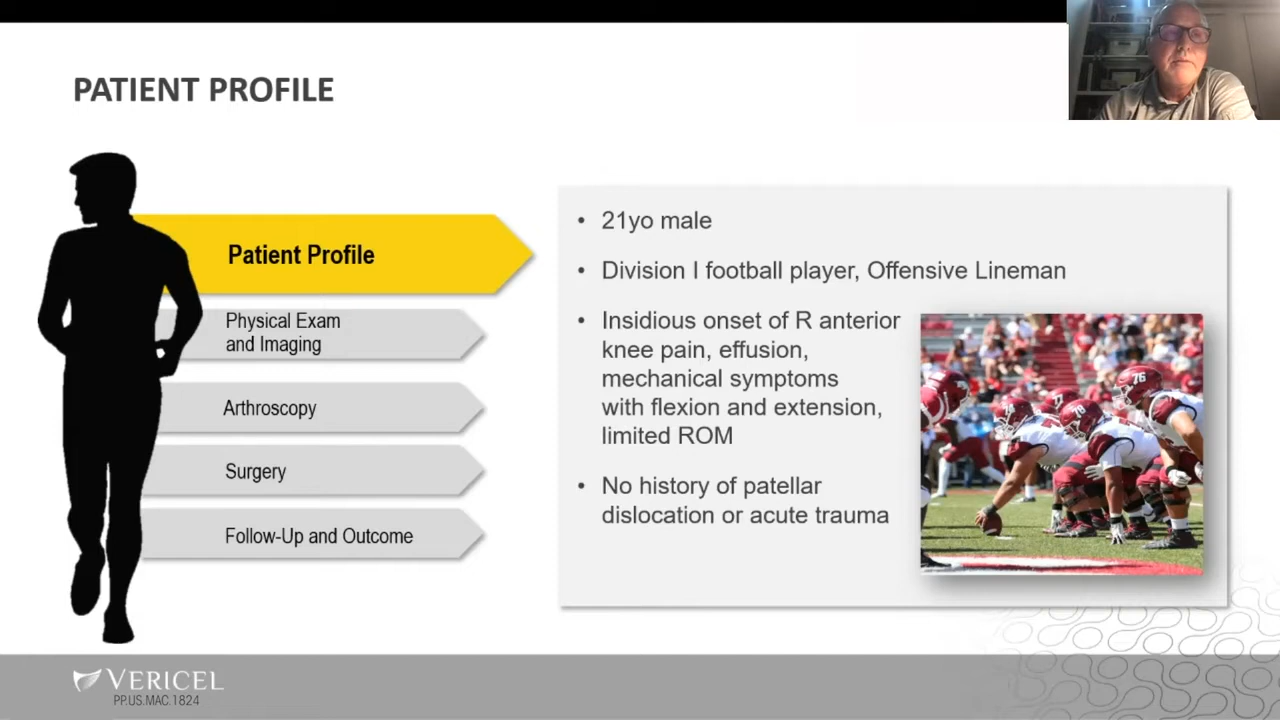 PATIENT PROFILE
Patient Profile
Physical Exam
and Imaging
Arthroscopy
Surgery
Follow-Up and Outcome
• 21yo male
• Division I football player, Offensive Lineman
• Insidious onset of R anterior
knee pain, effusion,
mechanical symptoms
with flexion and extension,
limited ROM
• No history of patellar
dislocation or acute trauma
76
78
VERICEL
PP.US.MAC.1824